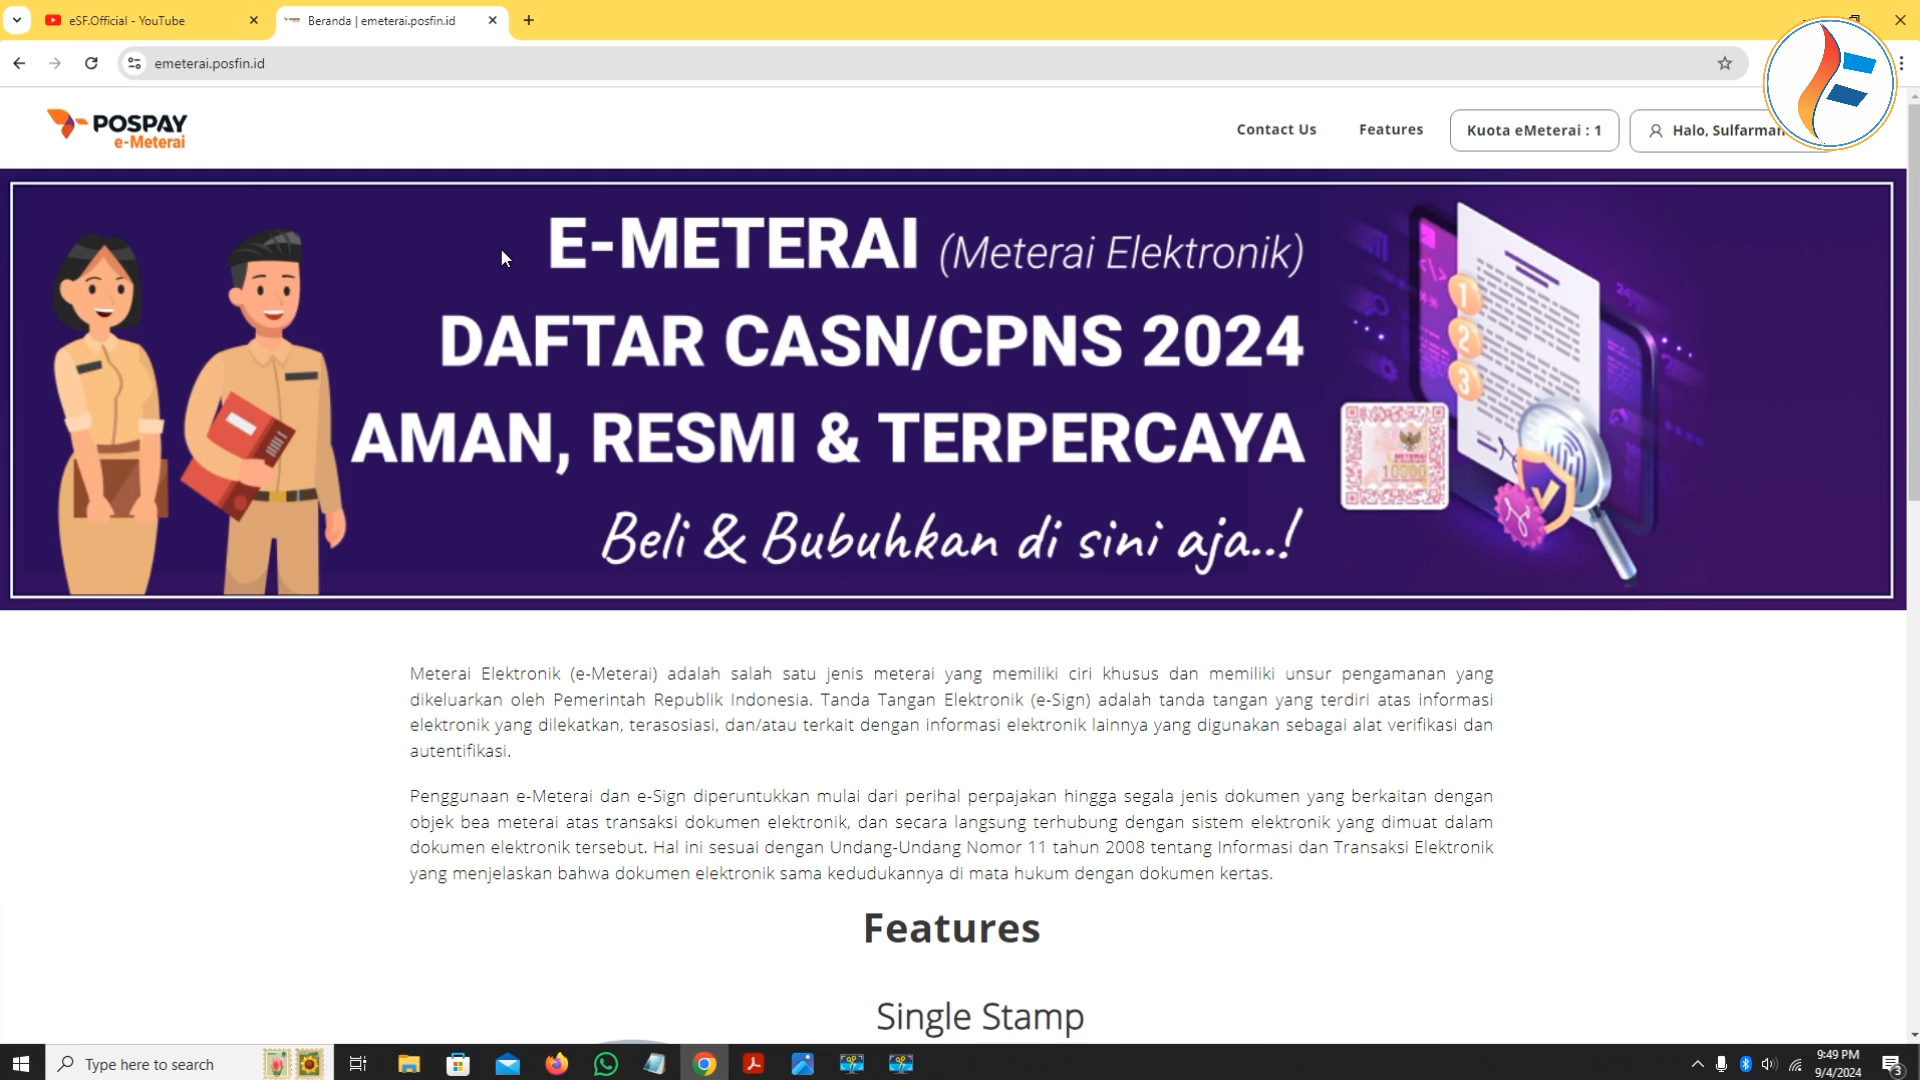 eSF.Official - YouTube
Beranda | emeterai.posfin.id
emeterai.posfin.id
POSPAY
e-Meterai
Contact Us
Features
Kuota eMeterai : 1
Halo, Sulfarman
E-METERAI (Meterai Elektronik)
DAFTAR CASN/CPNS 2024
AMAN, RESMI & TERPERCAYA
Beli & Bubuhkan di sini aja..!
1
2
3
METERAI
10000
Meterai Elektronik (e-Meterai) adalah salah satu jenis meterai yang memiliki ciri khusus dan memiliki unsur pengamanan yang
dikeluarkan oleh Pemerintah Republik Indonesia. Tanda Tangan Elektronik (e-Sign) adalah tanda tangan yang terdiri atas informasi
elektronik yang dilekatkan, terasosiasi, dan/atau terkait dengan informasi elektronik lainnya yang digunakan sebagai alat verifikasi dan
autentifikasi.
Penggunaan e-Meterai dan e-Sign diperuntukkan mulai dari perihal perpajakan hingga segala jenis dokumen yang berkaitan dengan
objek bea meterai atas transaksi dokumen elektronik, dan secara langsung terhubung dengan sistem elektronik yang dimuat dalam
dokumen elektronik tersebut. Hal ini sesuai dengan Undang-Undang Nomor 11 tahun 2008 tentang Informasi dan Transaksi Elektronik
yang menjelaskan bahwa dokumen elektronik sama kedudukannya di mata hukum dengan dokumen kertas.
Features
Single Stamp
Type here to search
9:49 PM
9/4/2024
3